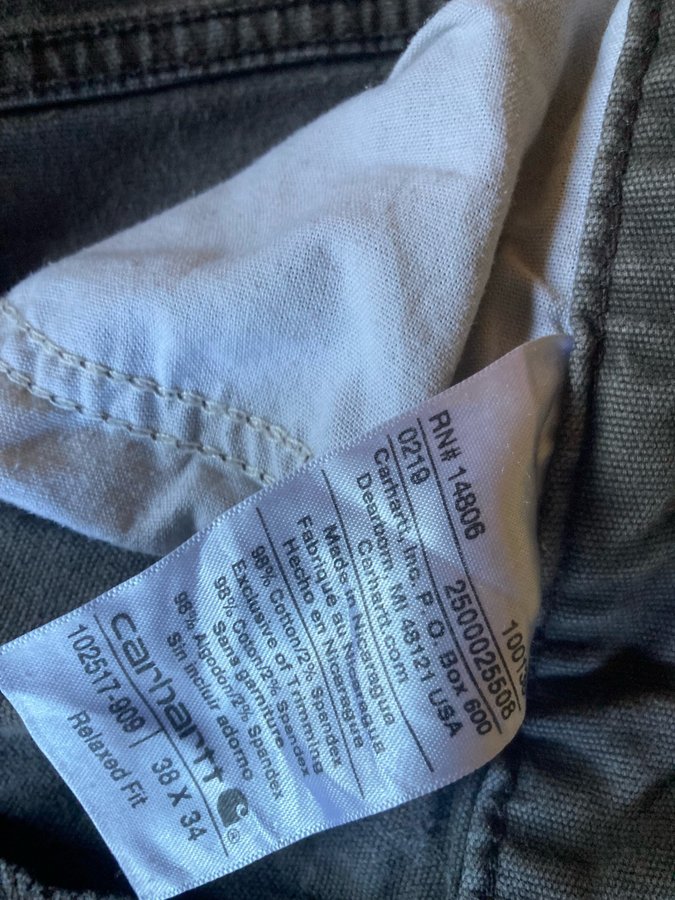 RN# 14806
0219 2500025508
Carhartt, Inc. P. O. Box 600
Dearborn, MI 48121 USA
Carhartt.com
Made in Nicaragua
Fabriqué au Nicaragua
Hecho en Nicaragua
98% Cotton/2% Spandex
Exclusive of Trimming
98% Coton/2% Spandex
Sans garniture
98% Algodón/2% Spandex
Sin incluir adorno
carhartt ®
102517-909 38 X 34
Relaxed Fit